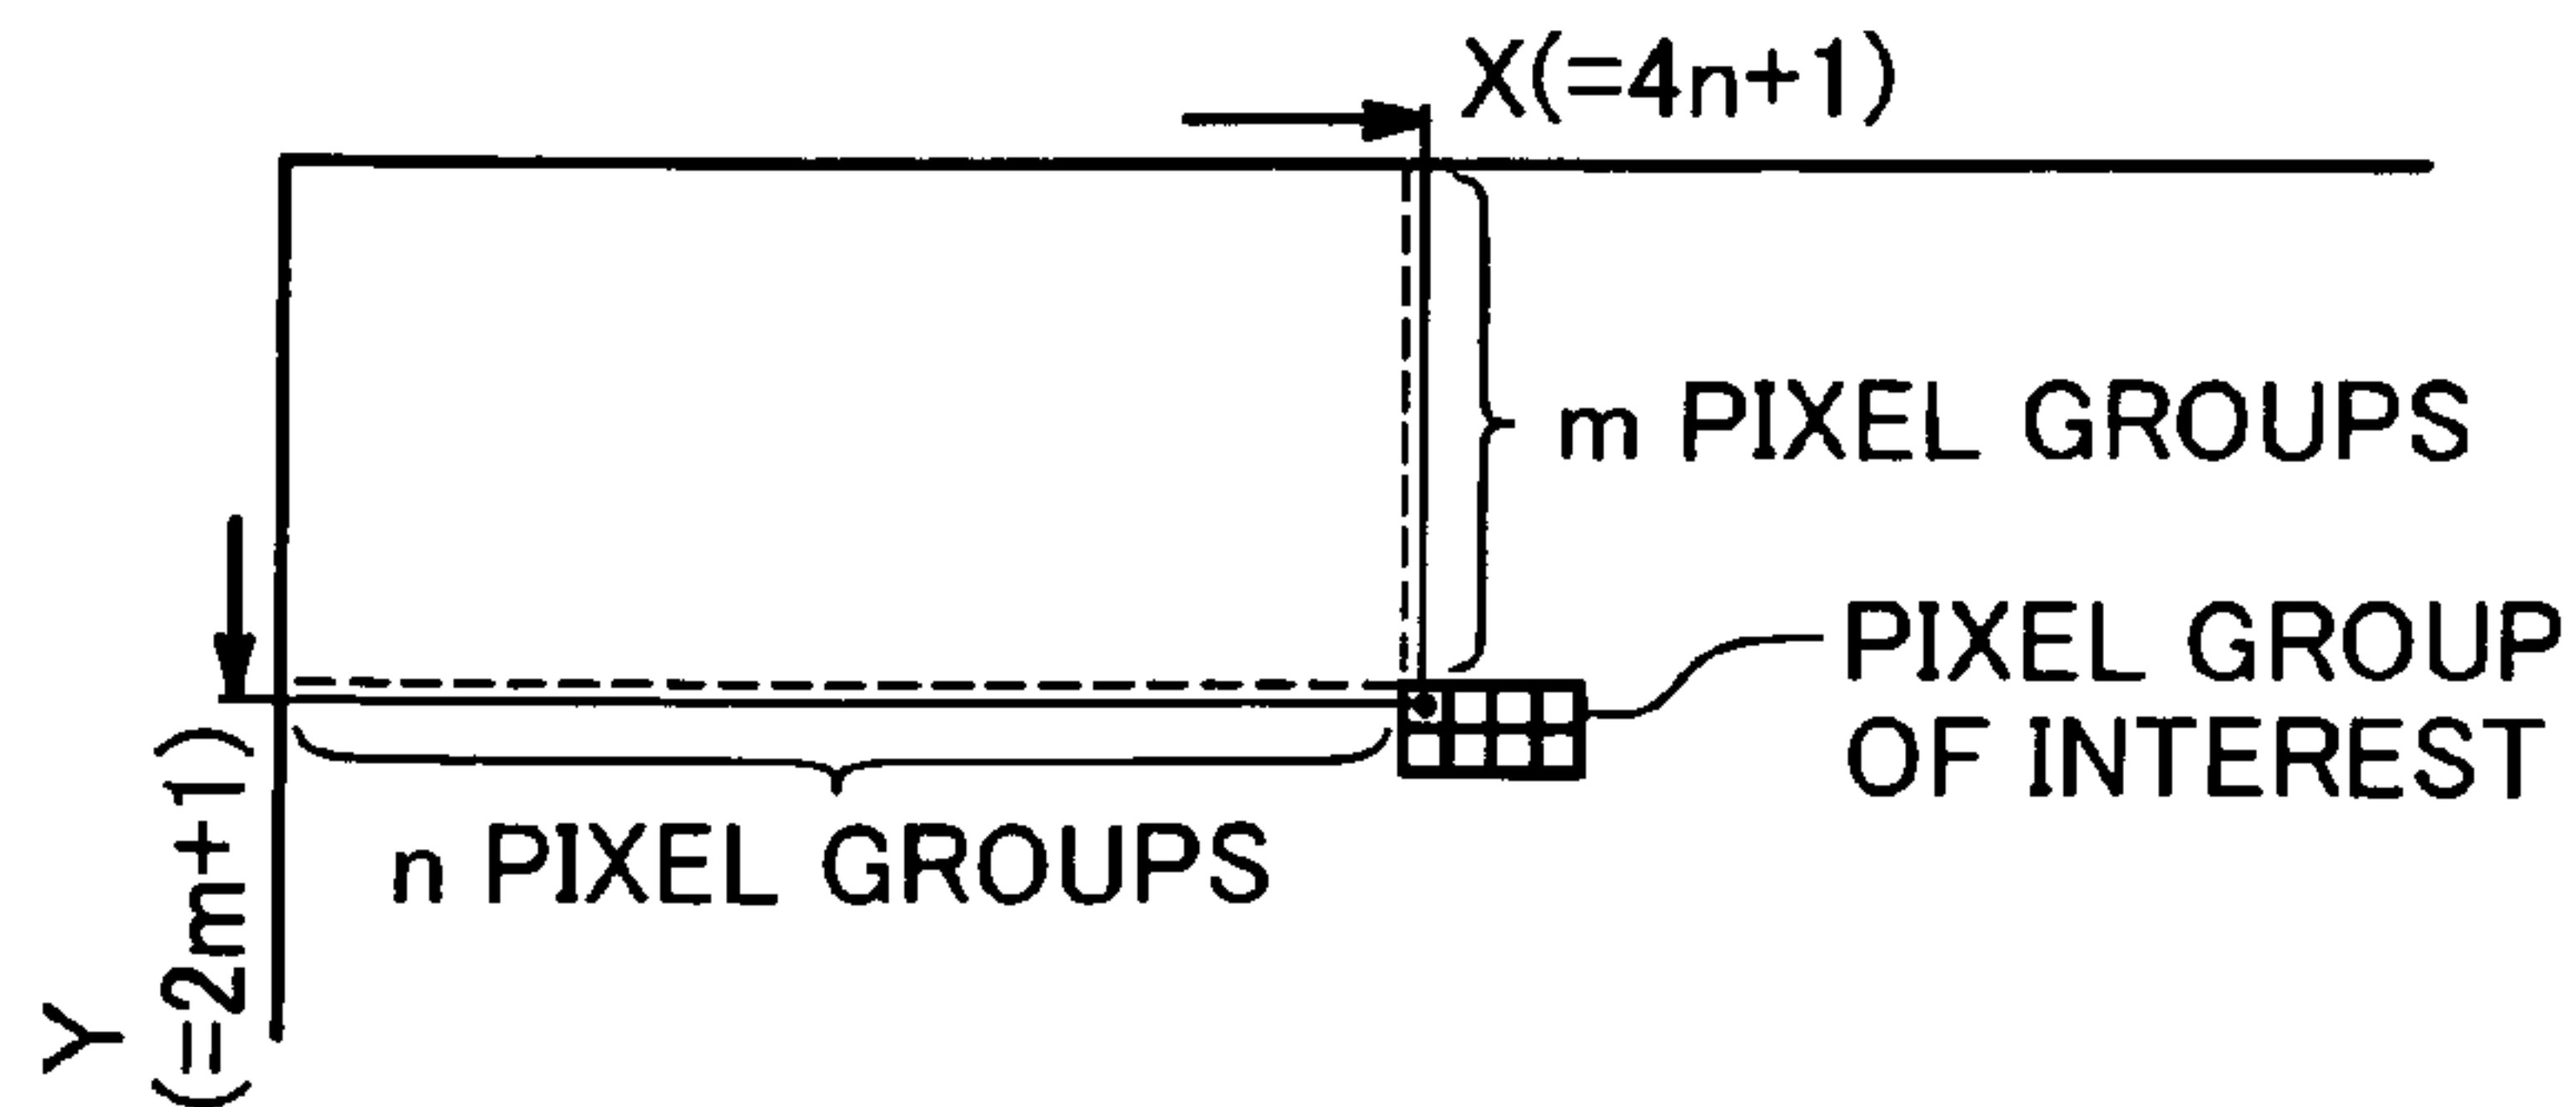 X(=4n+1)
m PIXEL GROUPS
PIXEL GROUP
OF INTEREST
n PIXEL GROUPS
Y
(=2m+1)